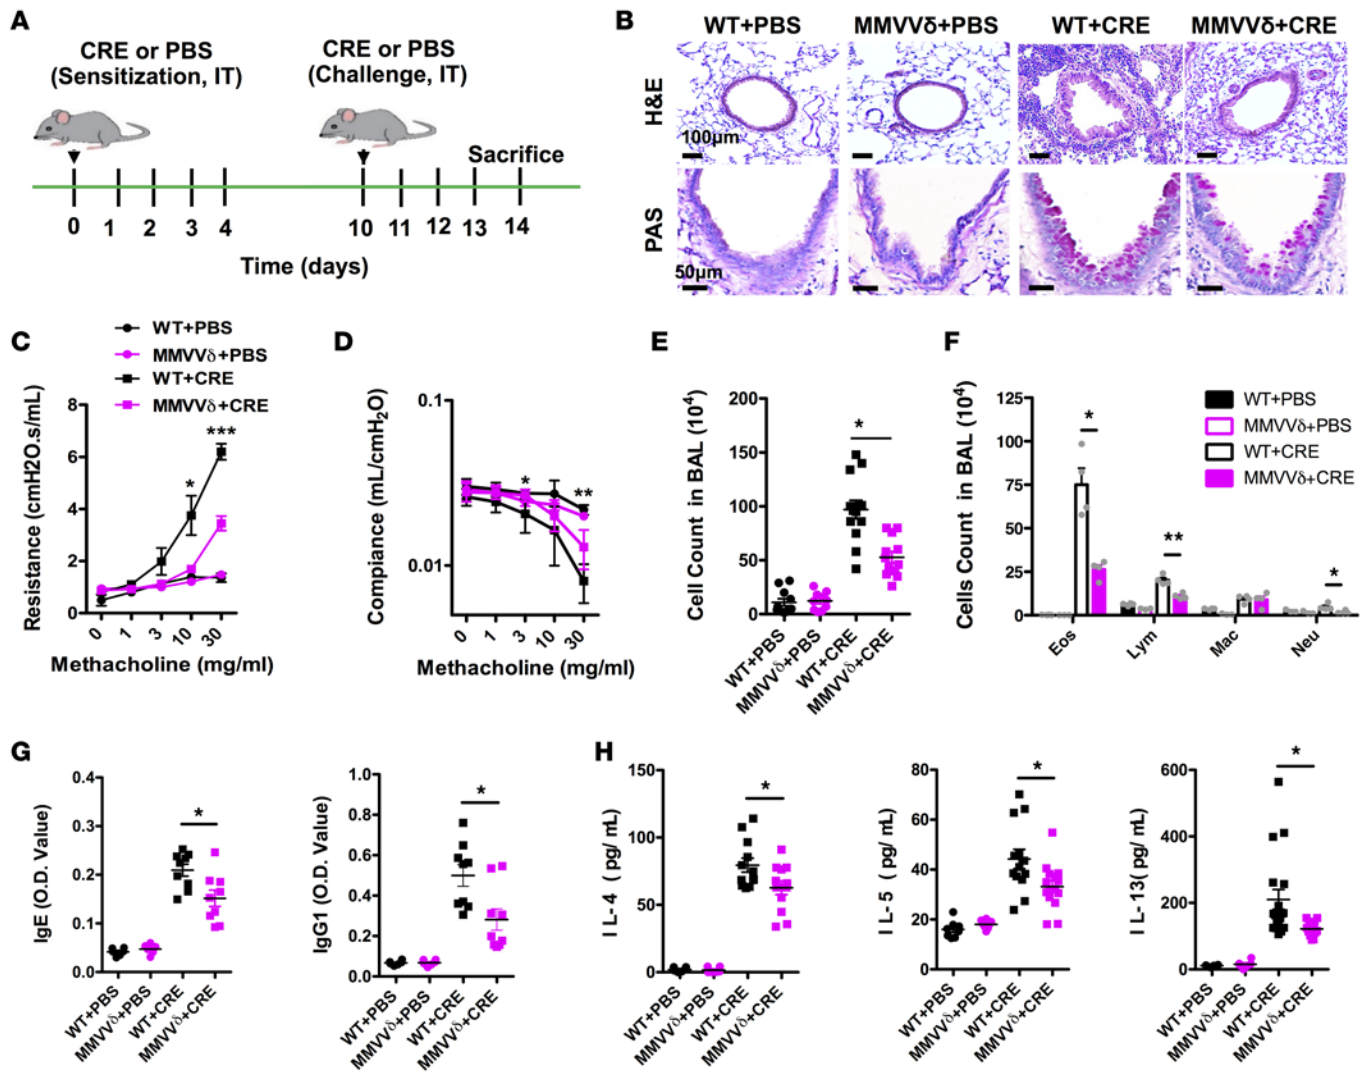 A
CRE or PBS
(Sensitization, IT)
CRE or PBS
(Challenge, IT)
Sacrifice
0 1 2 3 4 10 11 12 13 14
Time (days)
B
WT+PBS MMVVδ+PBS WT+CRE MMVVδ+CRE
H&E
100μm
PAS
50μm
C
WT+PBS
MMVVδ+PBS
WT+CRE
MMVVδ+CRE
Resistance (cmH2O.s/mL)
8
6
4
2
0
*
***
0 1 3 10 30
Methacholine (mg/ml)
D
Compiance (mL/cmH₂O)
0.1
0.01
*
**
0 1 3 10 30
Methacholine (mg/ml)
E
Cell Count in BAL (10⁴)
200
150
100
50
0
*
WT+PBS
MMVVδ+PBS
WT+CRE
MMVVδ+CRE
F
Cells Count in BAL (10⁴)
125
100
75
50
25
0
*
**
*
Eos Lym Mac Neu
WT+PBS
MMVVδ+PBS
WT+CRE
MMVVδ+CRE
G
IgE (O.D. Value)
0.4
0.3
0.2
0.1
0.0
*
WT+PBS
MMVVδ+PBS
WT+CRE
MMVVδ+CRE
IgG1 (O.D. Value)
1.0
0.8
0.6
0.4
0.2
0.0
*
WT+PBS
MMVVδ+PBS
WT+CRE
MMVVδ+CRE
H
IL-4 (pg/mL)
150
100
50
0
*
WT+PBS
MMVVδ+PBS
WT+CRE
MMVVδ+CRE
IL-5 (pg/mL)
80
60
40
20
0
*
WT+PBS
MMVVδ+PBS
WT+CRE
MMVVδ+CRE
IL-13(pg/mL)
600
400
200
0
*
WT+PBS
MMVVδ+PBS
WT+CRE
MMVVδ+CRE